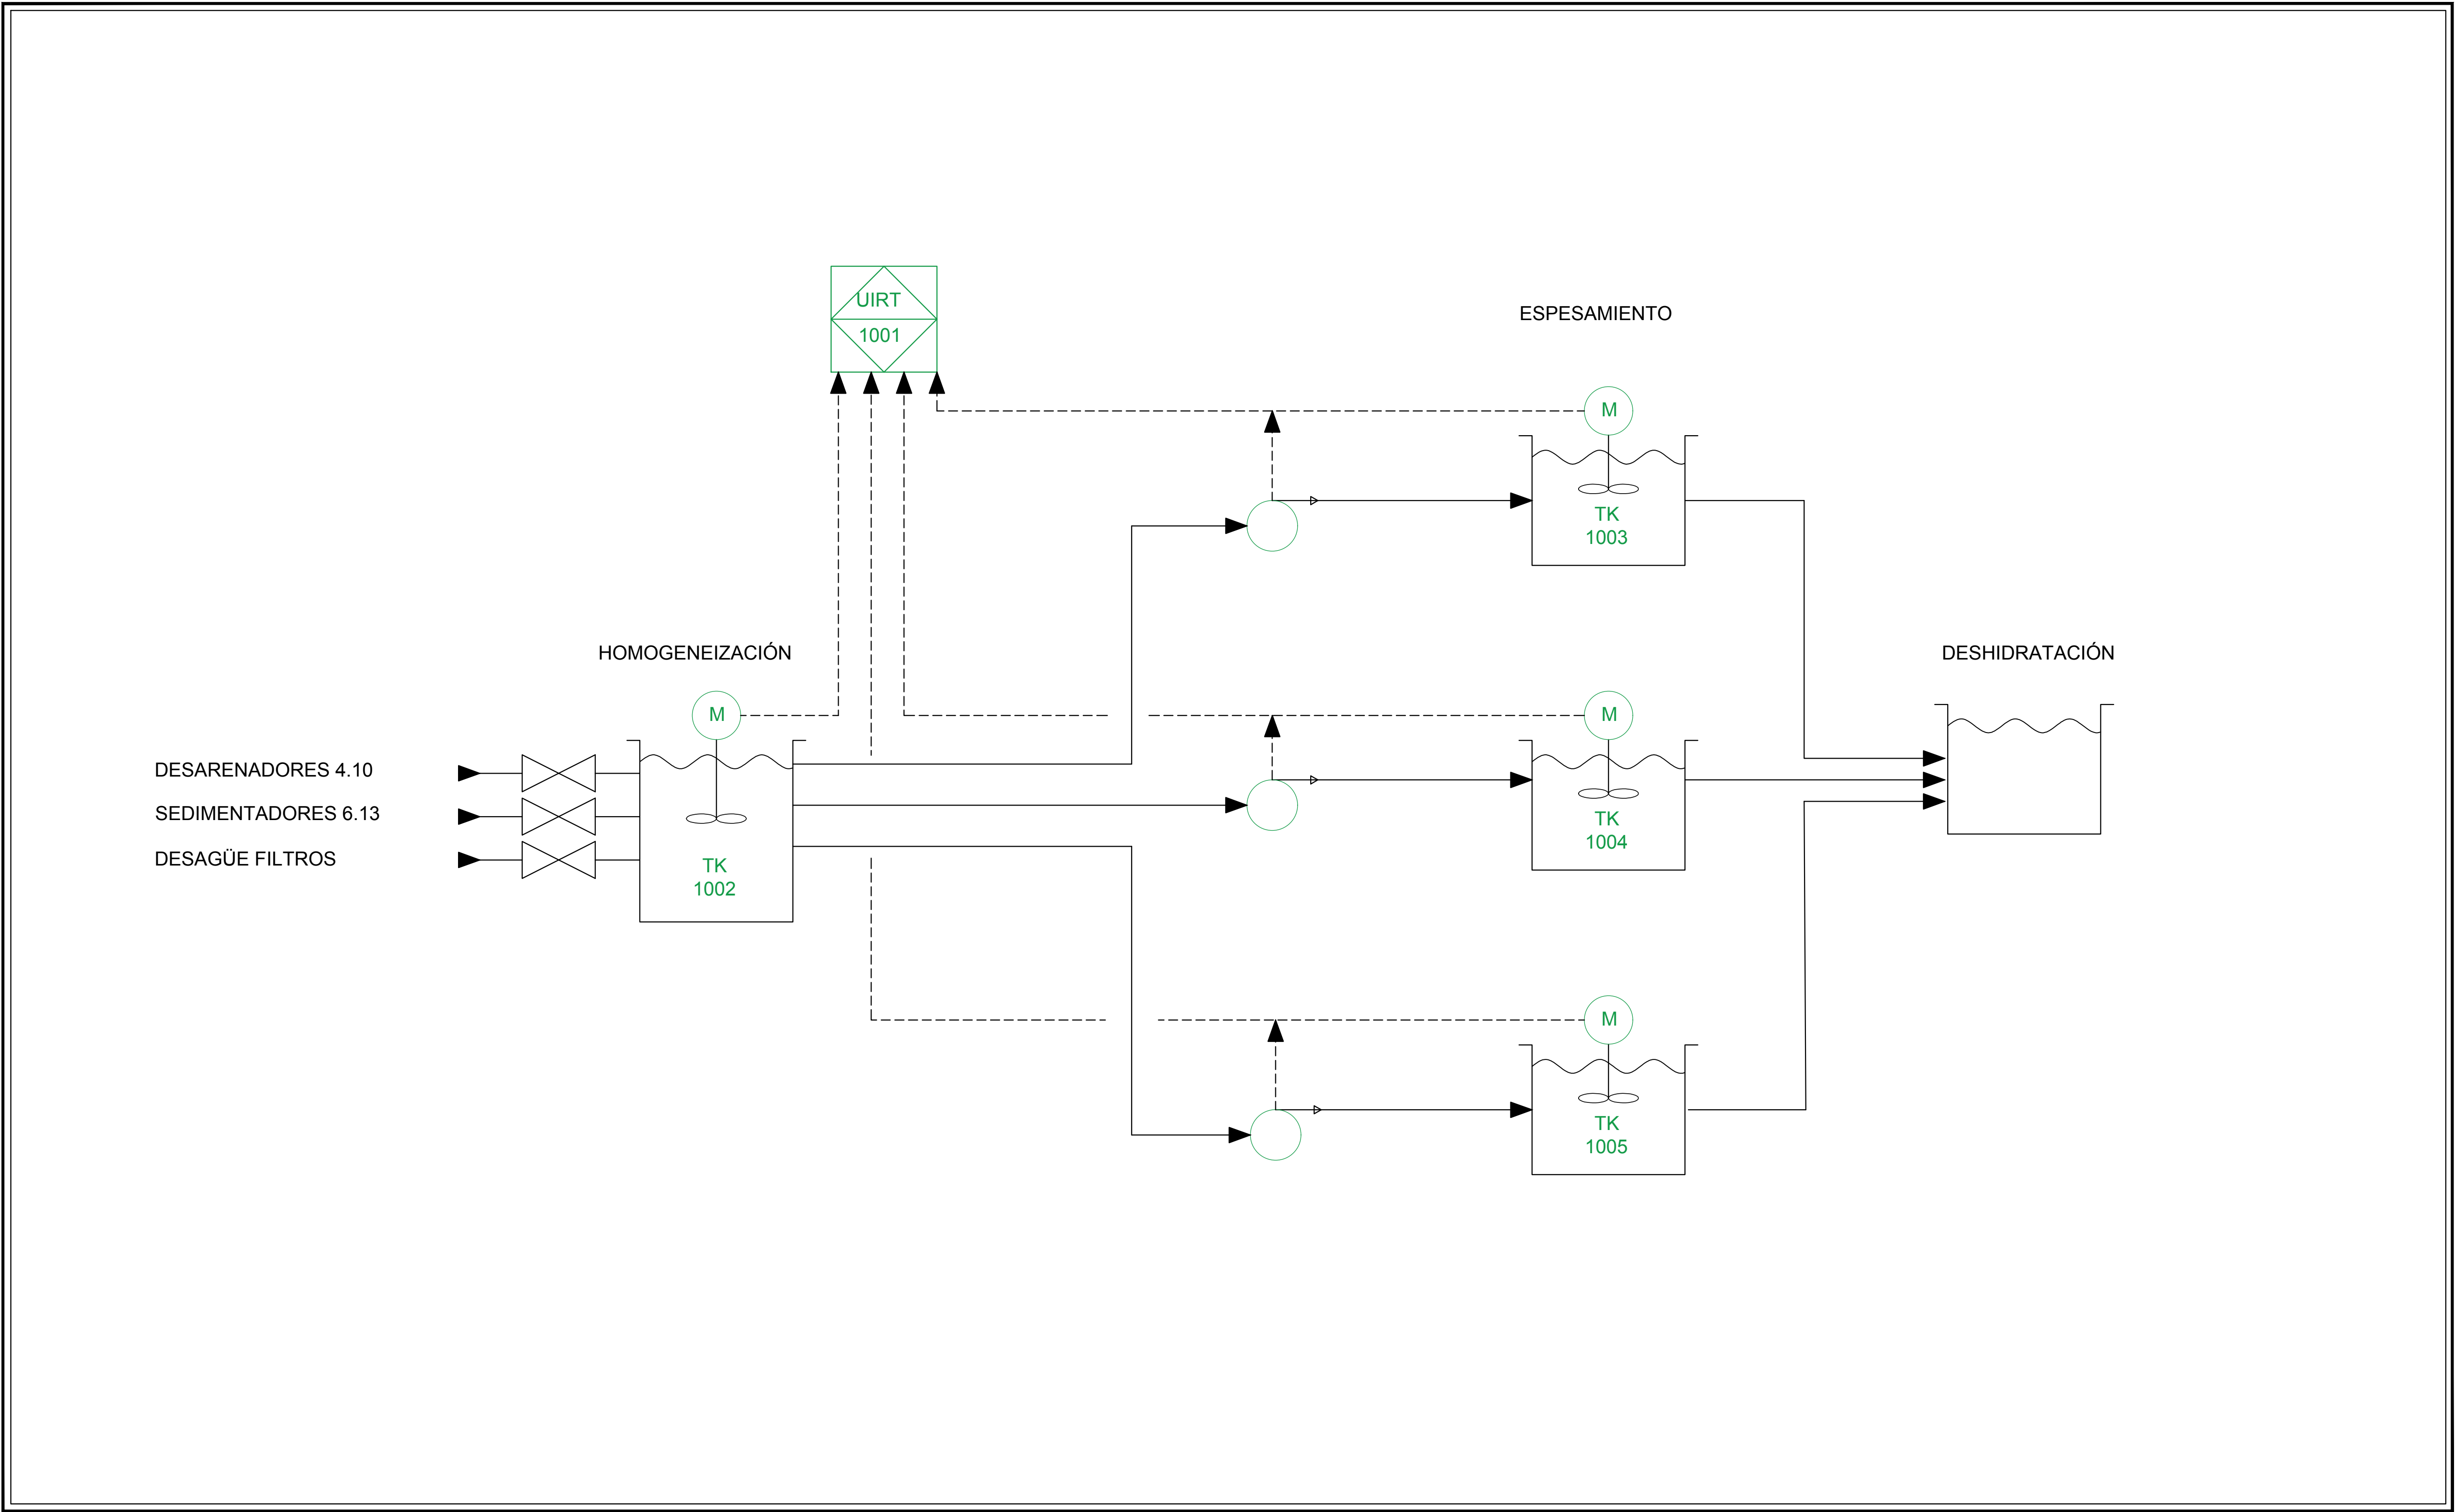 UIRT
1001
ESPESAMIENTO
M
TK
1003
HOMOGENEIZACIÓN
DESHIDRATACIÓN
M
M
DESARENADORES 4.10
SEDIMENTADORES 6.13
DESAGÜE FILTROS
TK
1002
TK
1004
M
TK
1005